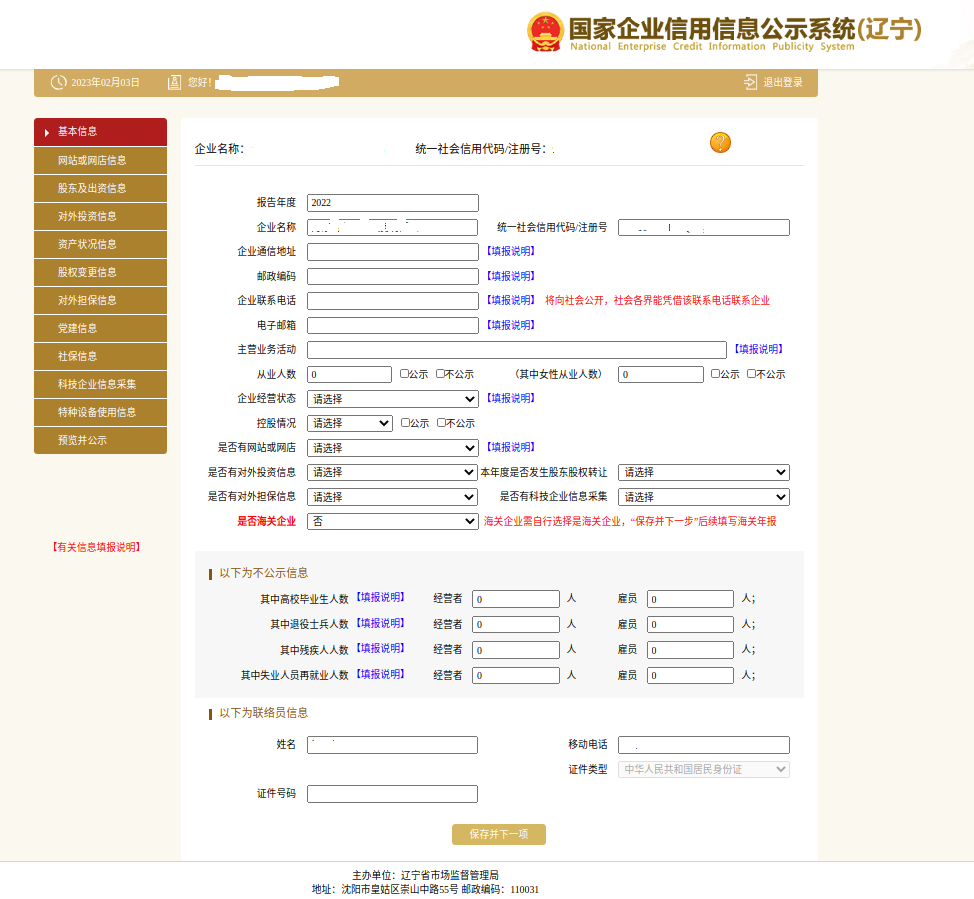 国家企业信用信息公示系统(辽宁)
National Enterprise Credit Information Publicity System
2023年02月03日 您好! 退出登录
基本信息
网站或网店信息
股东及出资信息
对外投资信息
资产状况信息
股权变更信息
对外担保信息
党建信息
社保信息
科技企业信息采集
特种设备使用信息
预览并公示
【有关信息填报说明】
企业名称： 统一社会信用代码/注册号：
报告年度 2022
企业名称 统一社会信用代码/注册号
企业通信地址 【填报说明】
邮政编码 【填报说明】
企业联系电话 【填报说明】 将向社会公开，社会各界能凭借该联系电话联系企业
电子邮箱 【填报说明】
主营业务活动 【填报说明】
从业人数 0 公示 不公示 （其中女性从业人数） 0 公示 不公示
企业经营状态 请选择 【填报说明】
控股情况 请选择 公示 不公示
是否有网站或网店 请选择 【填报说明】
是否有对外投资信息 请选择 本年度是否发生股东股权转让 请选择
是否有对外担保信息 请选择 是否有科技企业信息采集 请选择
是否海关企业 否 海关企业需自行选择是海关企业，“保存并下一步”后续填写海关年报
以下为不公示信息
其中高校毕业生人数 【填报说明】 经营者 0 人 雇员 0 人；
其中退役士兵人数 【填报说明】 经营者 0 人 雇员 0 人；
其中残疾人人数 【填报说明】 经营者 0 人 雇员 0 人；
其中失业人员再就业人数 【填报说明】 经营者 0 人 雇员 0 人；
以下为联络员信息
姓名 移动电话
证件类型 中华人民共和国居民身份证
证件号码
保存并下一项
主办单位：辽宁省市场监督管理局
地址：沈阳市皇姑区崇山中路55号 邮政编码：110031